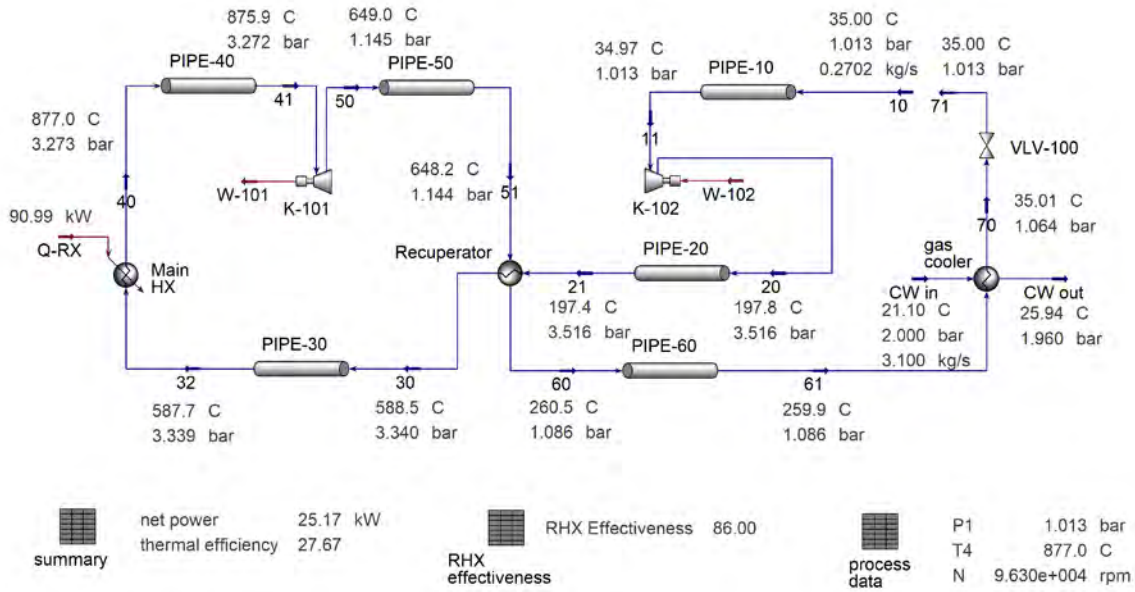 875.9 C
3.272 bar
649.0 C
1.145 bar
35.00 C
1.013 bar
0.2702 kg/s
35.00 C
1.013 bar
34.97 C
1.013 bar
PIPE-40
PIPE-50
PIPE-10
41
50
10
71
877.0 C
3.273 bar
11
VLV-100
648.2 C
1.144 bar
51
W-101
K-101
K-102
W-102
40
35.01 C
1.064 bar
70
90.99 kW
Q-RX
Main
HX
Recuperator
PIPE-20
gas
cooler
21
20
CW in
CW out
197.4 C
3.516 bar
197.8 C
3.516 bar
21.10 C
2.000 bar
3.100 kg/s
25.94 C
1.960 bar
PIPE-30
PIPE-60
32
30
60
61
587.7 C
3.339 bar
588.5 C
3.340 bar
260.5 C
1.086 bar
259.9 C
1.086 bar
summary
net power 25.17 kW
thermal efficiency 27.67
RHX
effectiveness
RHX Effectiveness 86.00
process
data
P1 1.013 bar
T4 877.0 C
N 9.630e+004 rpm